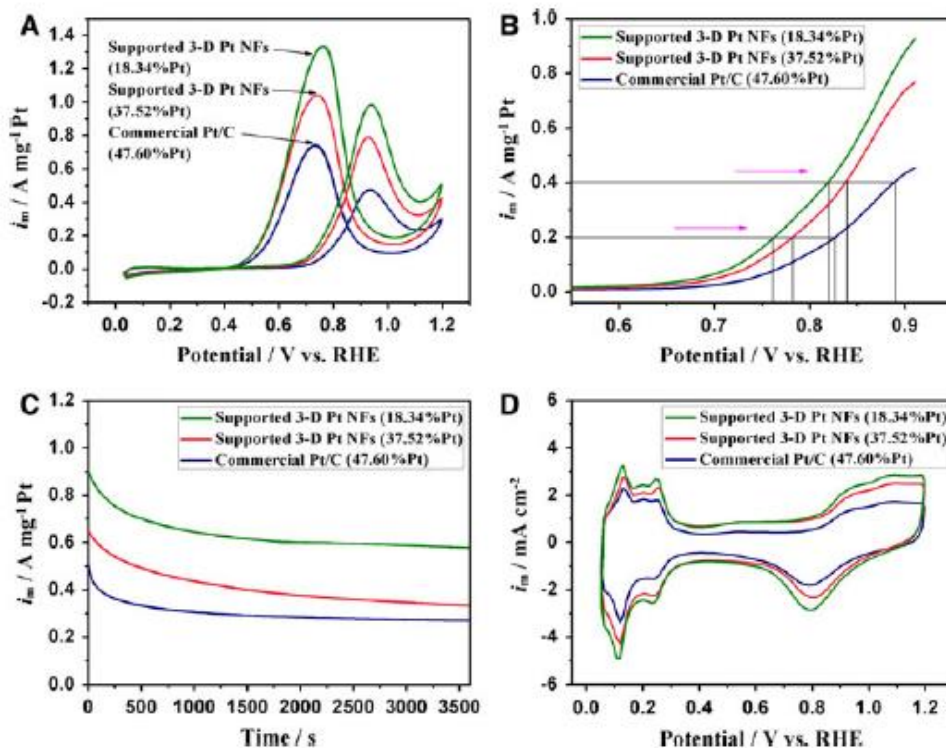 A
Supported 3-D Pt NFs
(18.34%Pt)
Supported 3-D Pt NFs
(37.52%Pt)
Commercial Pt/C
(47.60%Pt)
1.4
1.2
1.0
0.8
0.6
0.4
0.2
0.0
-0.2
i_m / A mg⁻¹ Pt
0.0 0.2 0.4 0.6 0.8 1.0 1.2
Potential / V vs. RHE
B
Supported 3-D Pt NFs (18.34%Pt)
Supported 3-D Pt NFs (37.52%Pt)
Commercial Pt/C (47.60%Pt)
1.0
0.8
0.6
0.4
0.2
0.0
i_m / A mg⁻¹ Pt
0.6 0.7 0.8 0.9
Potential / V vs. RHE
C
Supported 3-D Pt NFs (18.34%Pt)
Supported 3-D Pt NFs (37.52%Pt)
Commercial Pt/C (47.60%Pt)
1.2
1.0
0.8
0.6
0.4
0.2
0.0
i_m / A mg⁻¹ Pt
0 500 1000 1500 2000 2500 3000 3500
Time / s
D
Supported 3-D Pt NFs (18.34%Pt)
Supported 3-D Pt NFs (37.52%Pt)
Commercial Pt/C (47.60%Pt)
6
4
2
0
-2
-4
-6
i_m / mA cm⁻²
0.0 0.2 0.4 0.6 0.8 1.0 1.2
Potential / V vs. RHE